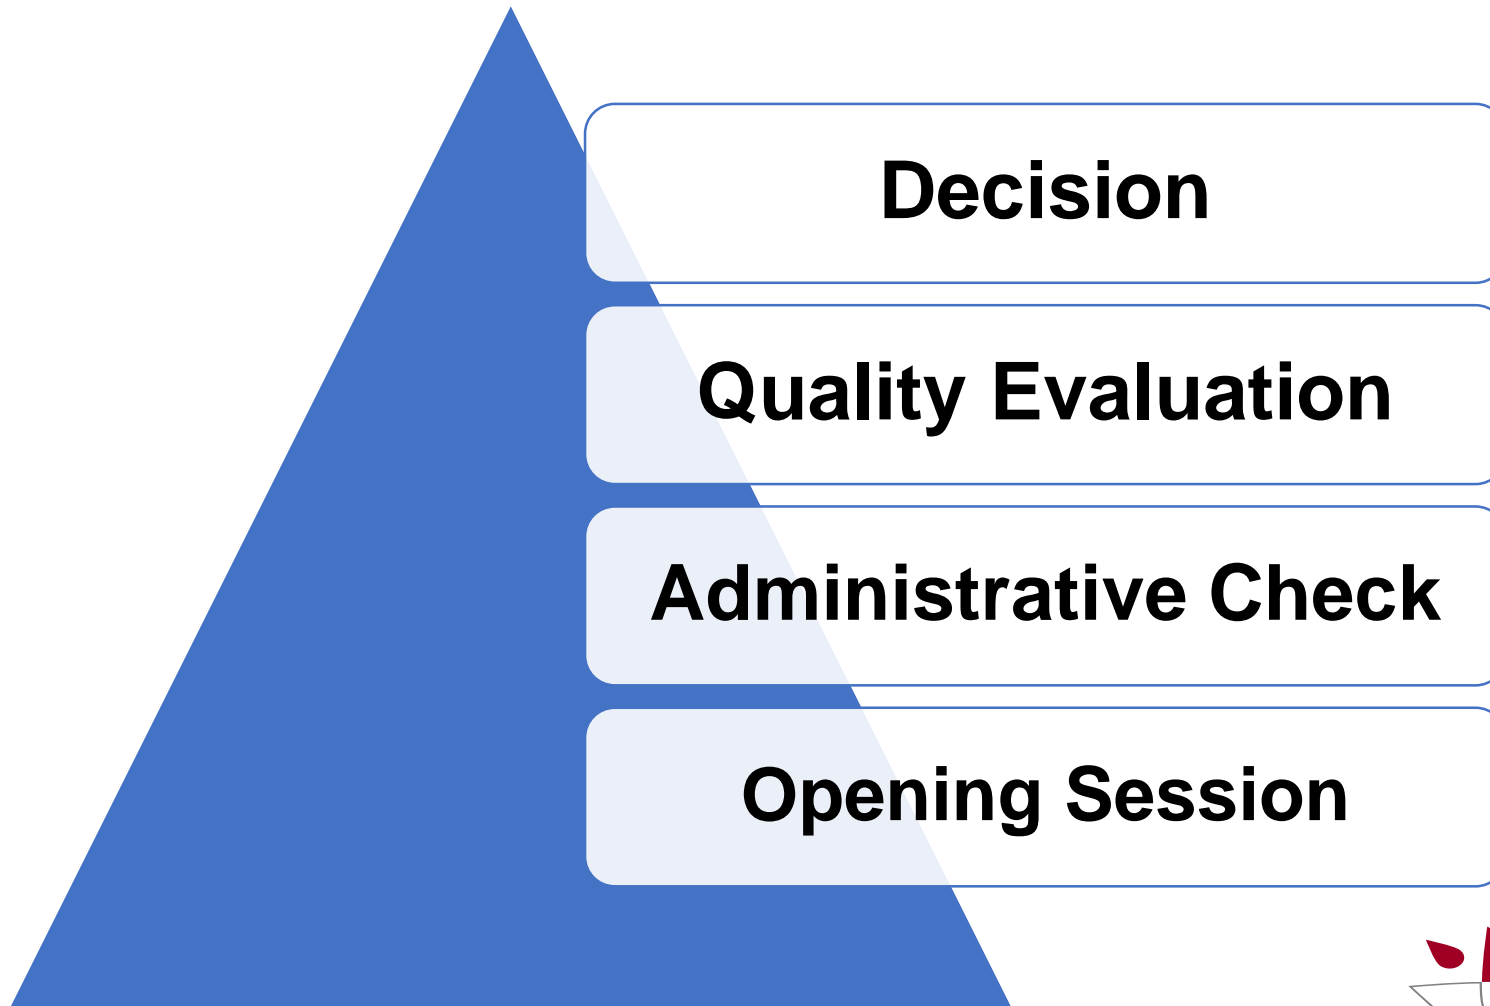 Decision
Quality Evaluation
Administrative Check
Opening Session